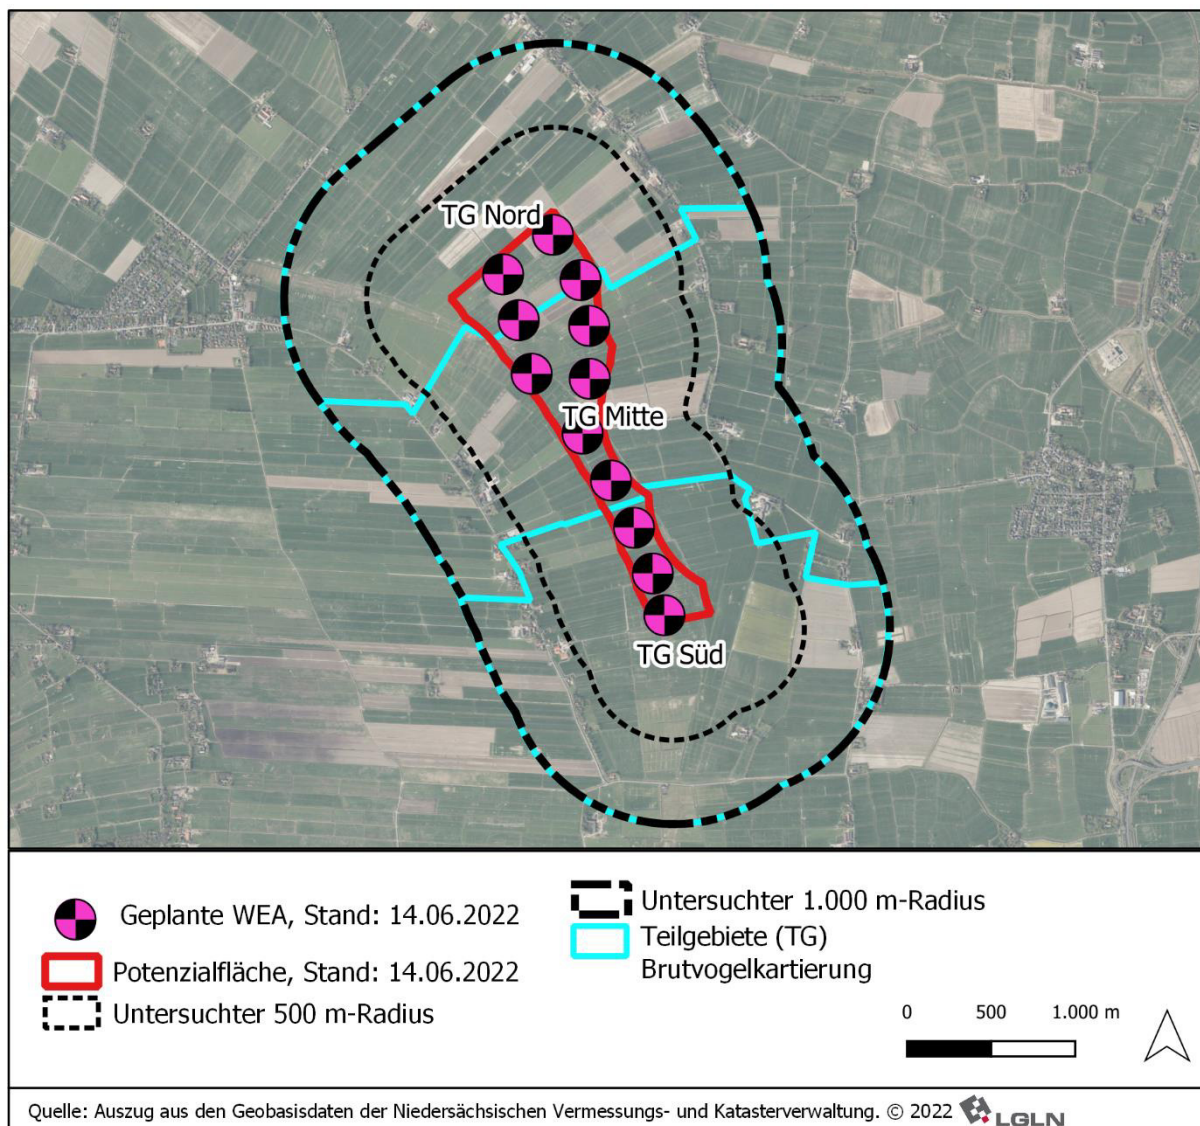 TG Nord
TG Mitte
TG Süd
Geplante WEA, Stand: 14.06.2022
Potenzialfläche, Stand: 14.06.2022
Untersuchter 500 m-Radius
Untersuchter 1.000 m-Radius
Teilgebiete (TG)
Brutvogelkartierung
0 500 1.000 m
Quelle: Auszug aus den Geobasisdaten der Niedersächsischen Vermessungs- und Katasterverwaltung. © 2022 LGLN